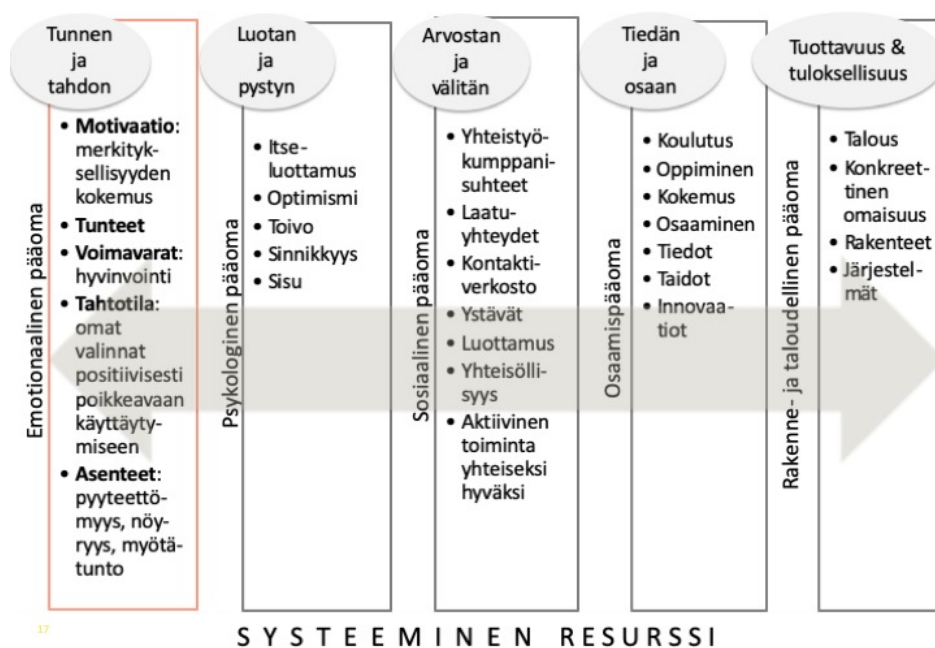 Tunnen
ja
tahdon
Emotionaalinen pääoma
• Motivaatio:
merkityk-
sellisyyden
kokemus
• Tunteet
• Voimavarat:
hyvinvointi
• Tahtotila:
omat
valinnat
positiivisesti
poikkeavaan
käyttäyty-
miseen
• Asenteet:
pyyteettö-
myys, nöy-
ryys, myötä-
tunto
Luotan
ja
pystyn
Psykologinen pääoma
• Itse-
luottamus
• Optimismi
• Toivo
• Sinnikkyys
• Sisu
Arvostan
ja
välitän
Sosiaalinen pääoma
• Yhteistyö-
kumppani-
suhteet
• Laatu-
yhteydet
• Kontakti-
verkosto
• Ystävät
• Luottamus
• Yhteisölli-
syys
• Aktiivinen
toiminta
yhteiseksi
hyväksi
Tiedän
ja
osaan
Osaamispääoma
• Koulutus
• Oppiminen
• Kokemus
• Osaaminen
• Tiedot
• Taidot
• Innovaa-
tiot
Tuottavuus &
tuloksellisuus
Rakenne- ja taloudellinen pääoma
• Talous
• Konkreet-
tinen
omaisuus
• Rakenteet
• Järjestel-
mät
17
SYSTEEMINEN RESURSSI